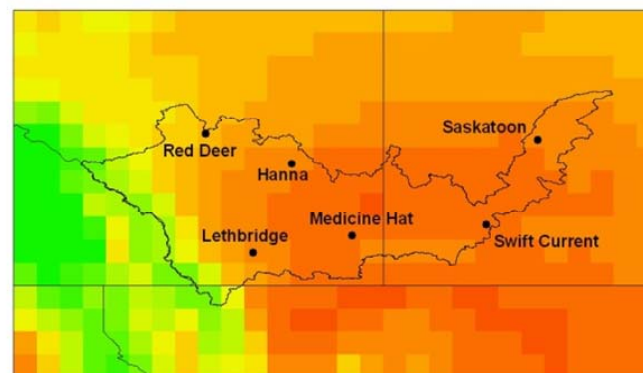 Saskatoon
Red Deer
Hanna
Medicine Hat
Lethbridge
Swift Current